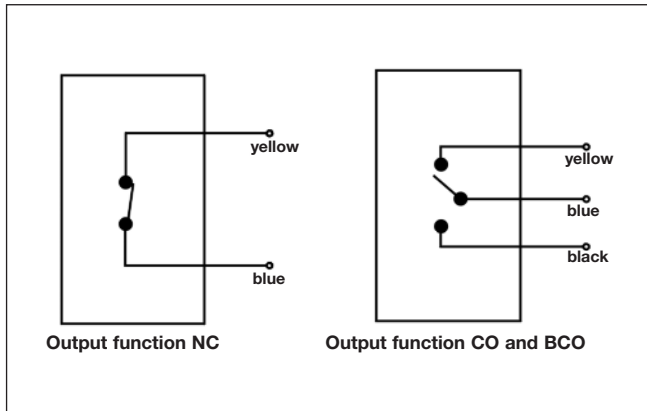 yellow
blue
Output function NC
yellow
blue
black
Output function CO and BCO